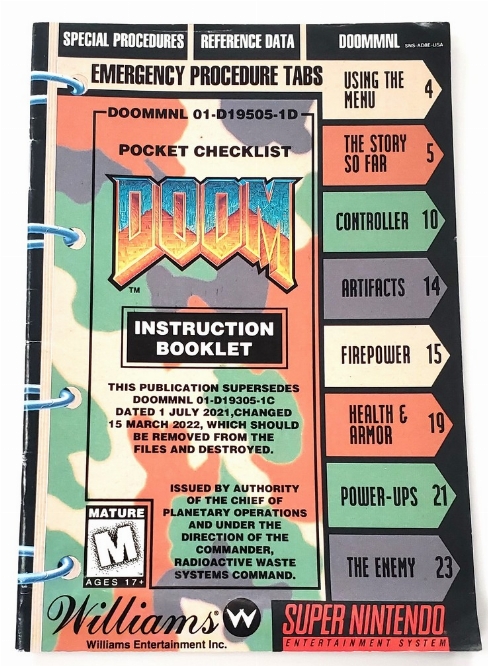 SPECIAL PROCEDURES
REFERENCE DATA
DOOMMNL
SNS-AD8E-USA
EMERGENCY PROCEDURE TABS
USING THE
MENU
4
THE STORY
SO FAR
5
CONTROLLER 10
ARTIFACTS 14
FIREPOWER 15
HEALTH &
ARMOR
19
POWER-UPS 21
THE ENEMY 23
DOOMMNL 01-D19505-1D
POCKET CHECKLIST
DOOM
TM
INSTRUCTION
BOOKLET
THIS PUBLICATION SUPERSEDES
DOOMMNL 01-D19305-1C
DATED 1 JULY 2021,CHANGED
15 MARCH 2022, WHICH SHOULD
BE REMOVED FROM THE
FILES AND DESTROYED.
ISSUED BY AUTHORITY
OF THE CHIEF OF
PLANETARY OPERATIONS
AND UNDER THE
DIRECTION OF THE
COMMANDER,
RADIOACTIVE WASTE
SYSTEMS COMMAND.
MATURE
M
AGES 17+
Williams® W
Williams Entertainment Inc.
SUPER NINTENDO
ENTERTAINMENT SYSTEM